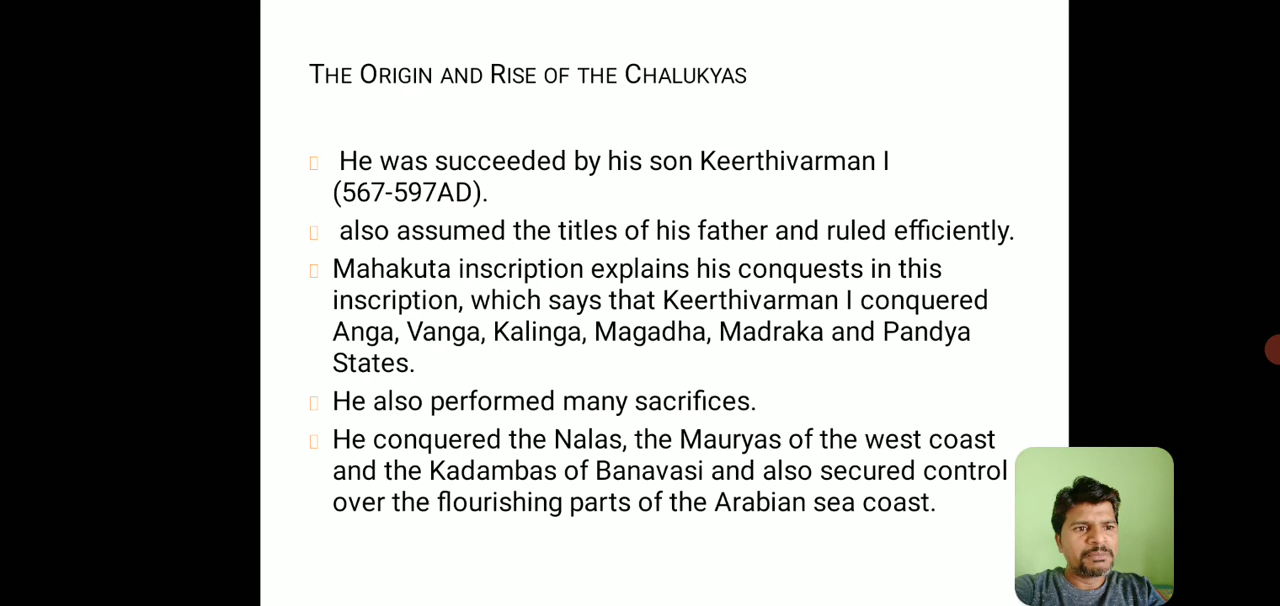 The Origin and Rise of the Chalukyas
He was succeeded by his son Keerthivarman I
(567-597AD).
also assumed the titles of his father and ruled efficiently.
Mahakuta inscription explains his conquests in this
inscription, which says that Keerthivarman I conquered
Anga, Vanga, Kalinga, Magadha, Madraka and Pandya
States.
He also performed many sacrifices.
He conquered the Nalas, the Mauryas of the west coast
and the Kadambas of Banavasi and also secured control
over the flourishing parts of the Arabian sea coast.